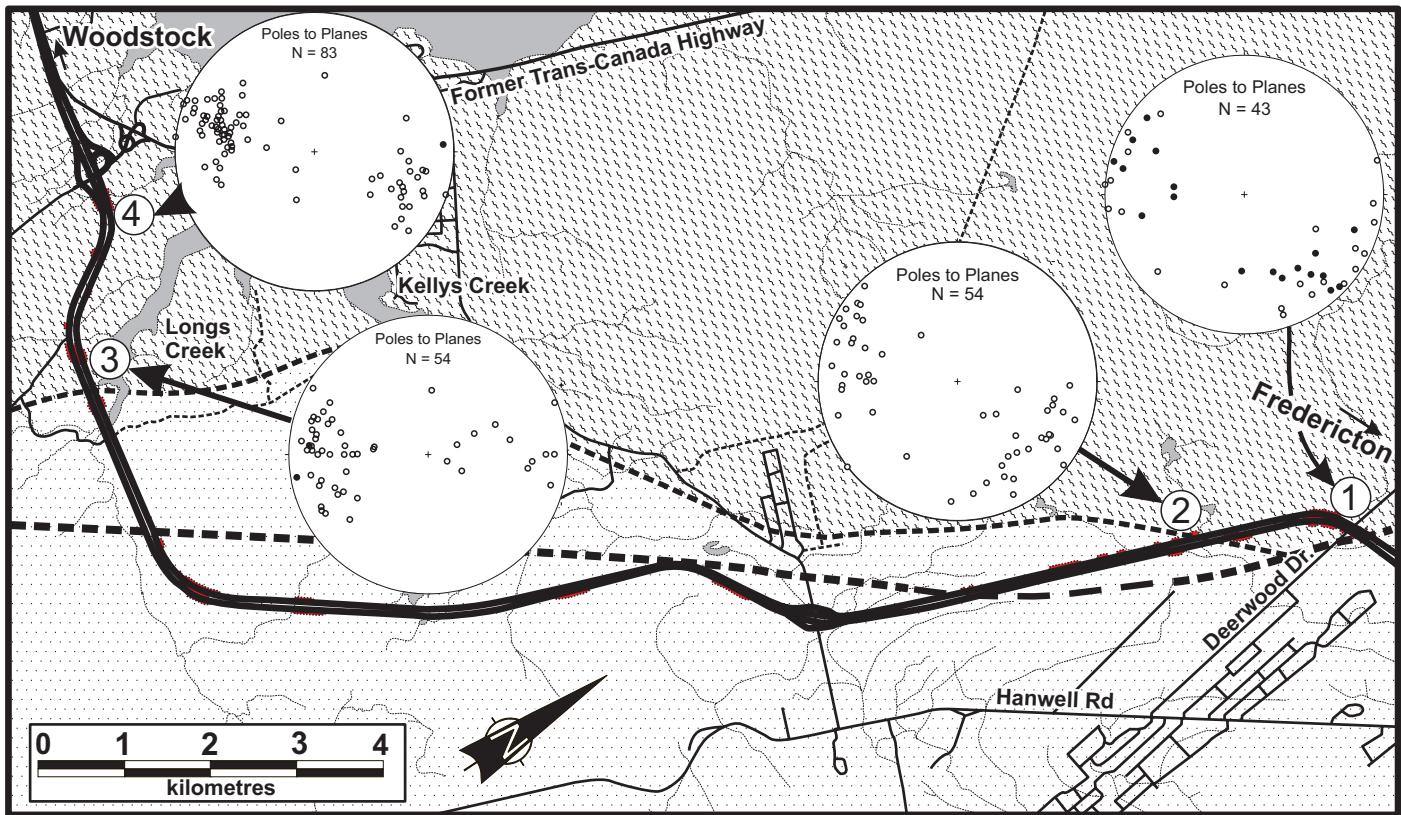 Woodstock
Poles to Planes
N = 83
Former Trans-Canada Highway
Poles to Planes
N = 43
4
Kellys Creek
Poles to Planes
N = 54
Longs
Creek
3
Poles to Planes
N = 54
Fredericton
2
1
Deerwood Dr.
Hanwell Rd
N
0 1 2 3 4
kilometres